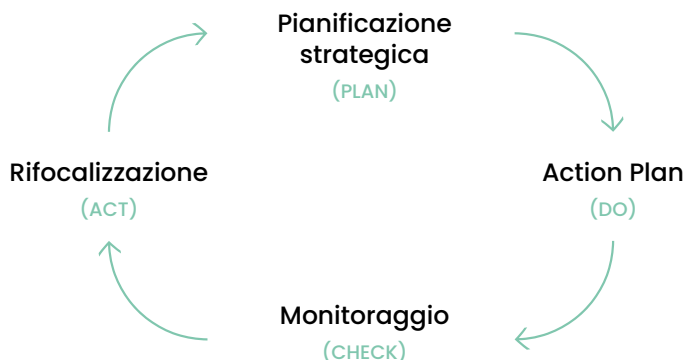 Pianificazione
strategica
(PLAN)
Rifocalizzazione
(ACT)
Action Plan
(DO)
Monitoraggio
(CHECK)